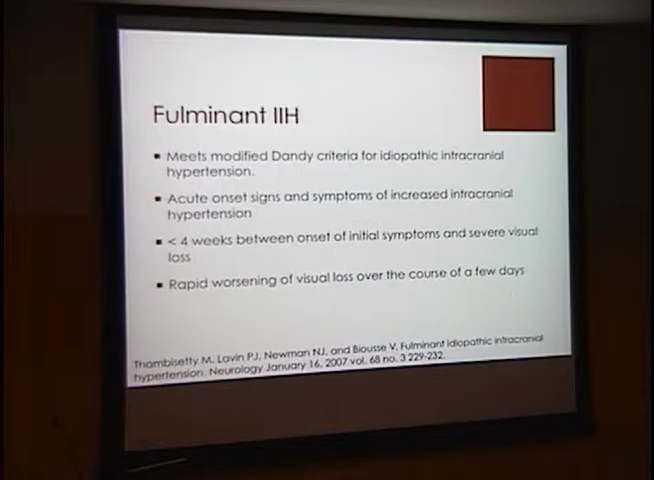 Fulminant IIH
▪ Meets modified Dandy criteria for idiopathic intracranial
hypertension.
▪ Acute onset signs and symptoms of increased intracranial
hypertension
▪ < 4 weeks between onset of initial symptoms and severe visual
loss
▪ Rapid worsening of visual loss over the course of a few days
Thambisetty M, Lavin PJ, Newman NJ, and Biousse V. Fulminant idiopathic intracranial
hypertension. Neurology January 16, 2007 vol. 68 no. 3 229-232.